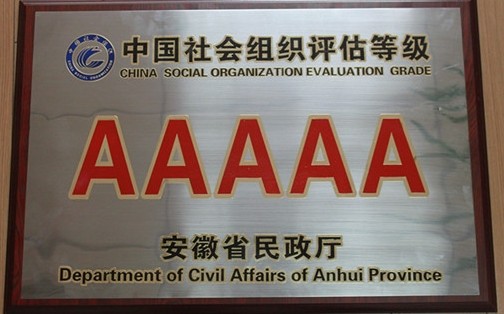 中国社会组织评估等级
CHINA SOCIAL ORGANIZATION EVALUATION GRADE
AAAAA
安徽省民政厅
Department of Civil Affairs of Anhui Province